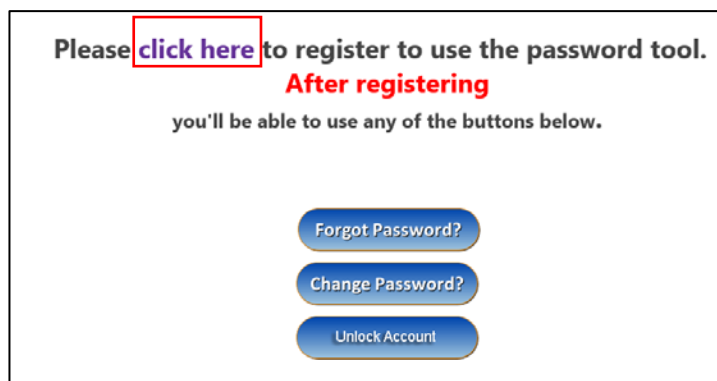 Please click here to register to use the password tool.
After registering
you'll be able to use any of the buttons below.
Forgot Password?
Change Password?
Unlock Account